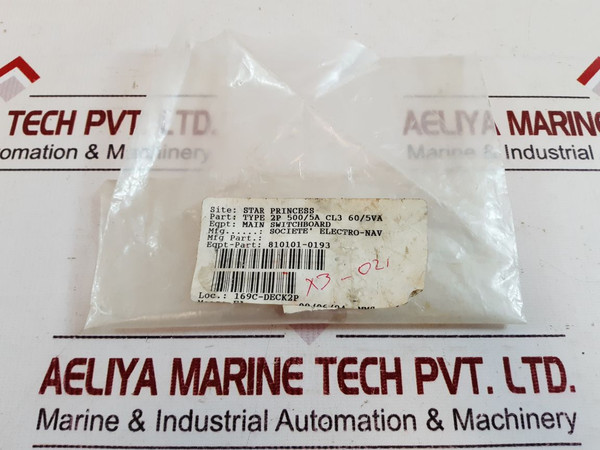 TECH PVT. LTD.
AELIYA MARINE
tomation & Machinery
Marine & Industrial
Site: STAR PRINCESS
Part: TYPE 2P 500/5A CL3 60/5VA
Eqpt: MAIN SWITCHBOARD
Mfg.....: SOCIETE' ELECTRO-NAV
Mfg Part.:
Eqpt-Part: 810101-0193
X3-021
Loc.: 169C-DECK2P
AELIYA MARINE TECH PVT. LTD.
Marine & Industrial Automation & Machinery